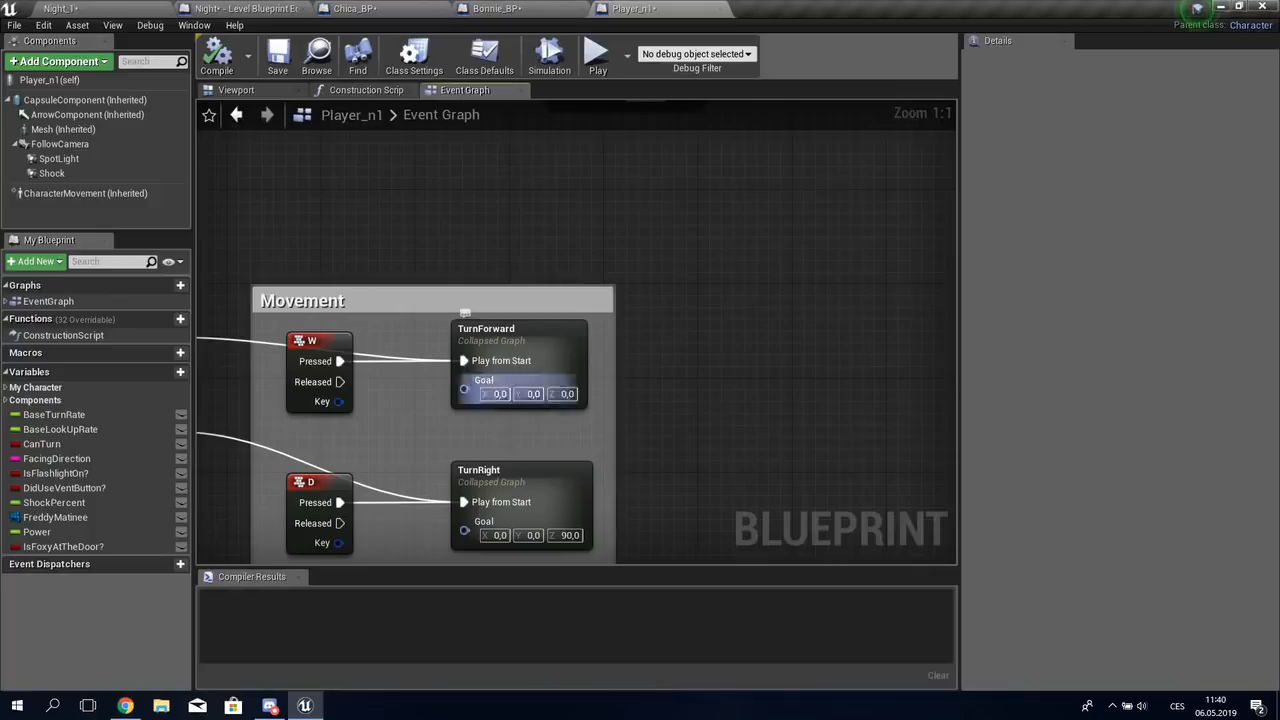 Night_1*
Night* - Level Blueprint Ec
Chica_BP*
Bonnie_BP*
Player_n1*
File Edit Asset View Debug Window Help
Parent class: Character
Components
+ Add Component
Search
Player_n1(self)
CapsuleComponent (Inherited)
ArrowComponent (Inherited)
Mesh (Inherited)
FollowCamera
SpotLight
Shock
CharacterMovement (Inherited)
Compile
Save
Browse
Find
Class Settings
Class Defaults
Simulation
Play
No debug object selected
Debug Filter
Details
Viewport
Construction Scrip
Event Graph
Player_n1 > Event Graph
Zoom 1:1
My Blueprint
+ Add New
Search
Graphs
EventGraph
Functions (32 Overridable)
ConstructionScript
Macros
Variables
My Character
Components
BaseTurnRate
BaseLookUpRate
CanTurn
FacingDirection
IsFlashlightOn?
DidUseVentButton?
ShockPercent
FreddyMatinee
Power
IsFoxyAtTheDoor?
Event Dispatchers
Movement
W
Pressed
Released
Key
TurnForward
Collapsed Graph
Play from Start
Goal
X 0,0 Y 0,0 Z 0,0
D
Pressed
Released
Key
TurnRight
Collapsed Graph
Play from Start
Goal
X 0,0 Y 0,0 Z 90,0
BLUEPRINT
Compiler Results
Clear
CES
11:40
06.05.2019
2